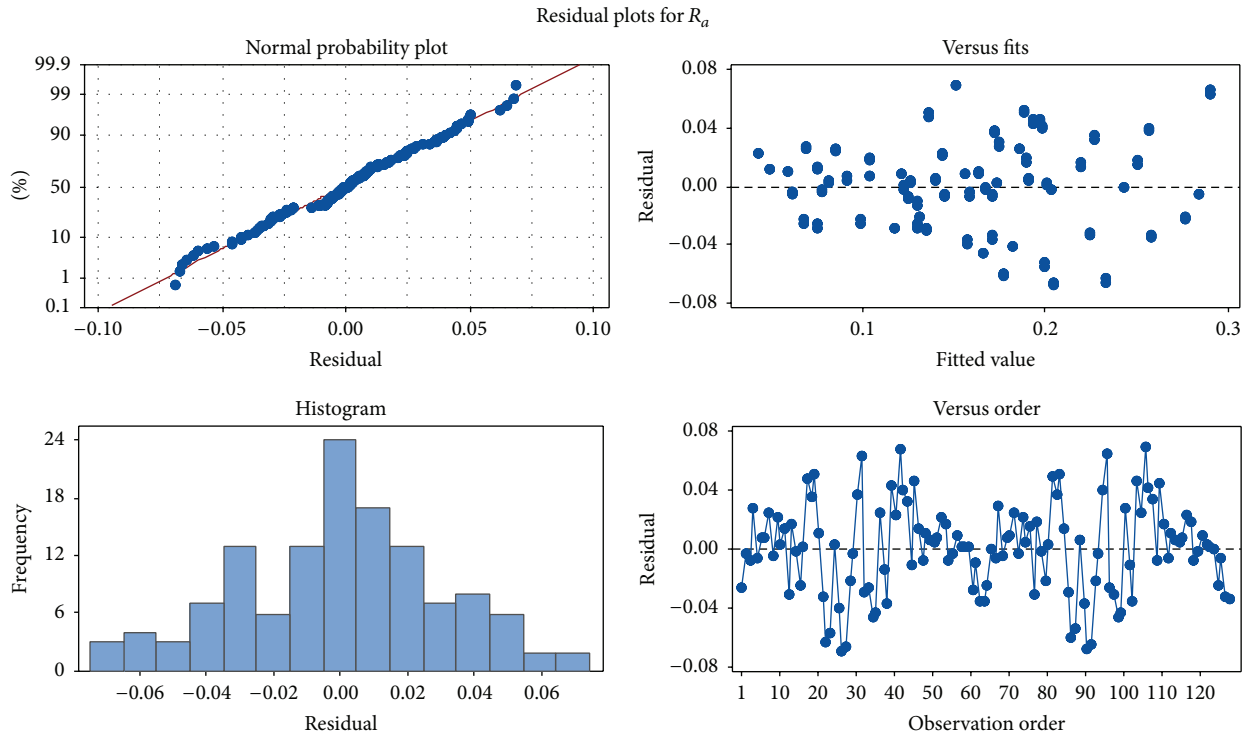 Residual plots for Rₐ
Normal probability plot
99.9
99
90
50
10
1
0.1
(%)
−0.10 −0.05 0.00 0.05 0.10
Residual
Versus fits
0.08
0.04
0.00
−0.04
−0.08
Residual
0.1 0.2 0.3
Fitted value
Histogram
24
18
12
6
0
Frequency
−0.06 −0.04 −0.02 0.00 0.02 0.04 0.06
Residual
Versus order
0.08
0.04
0.00
−0.04
−0.08
Residual
1 10 20 30 40 50 60 70 80 90 100 110 120
Observation order